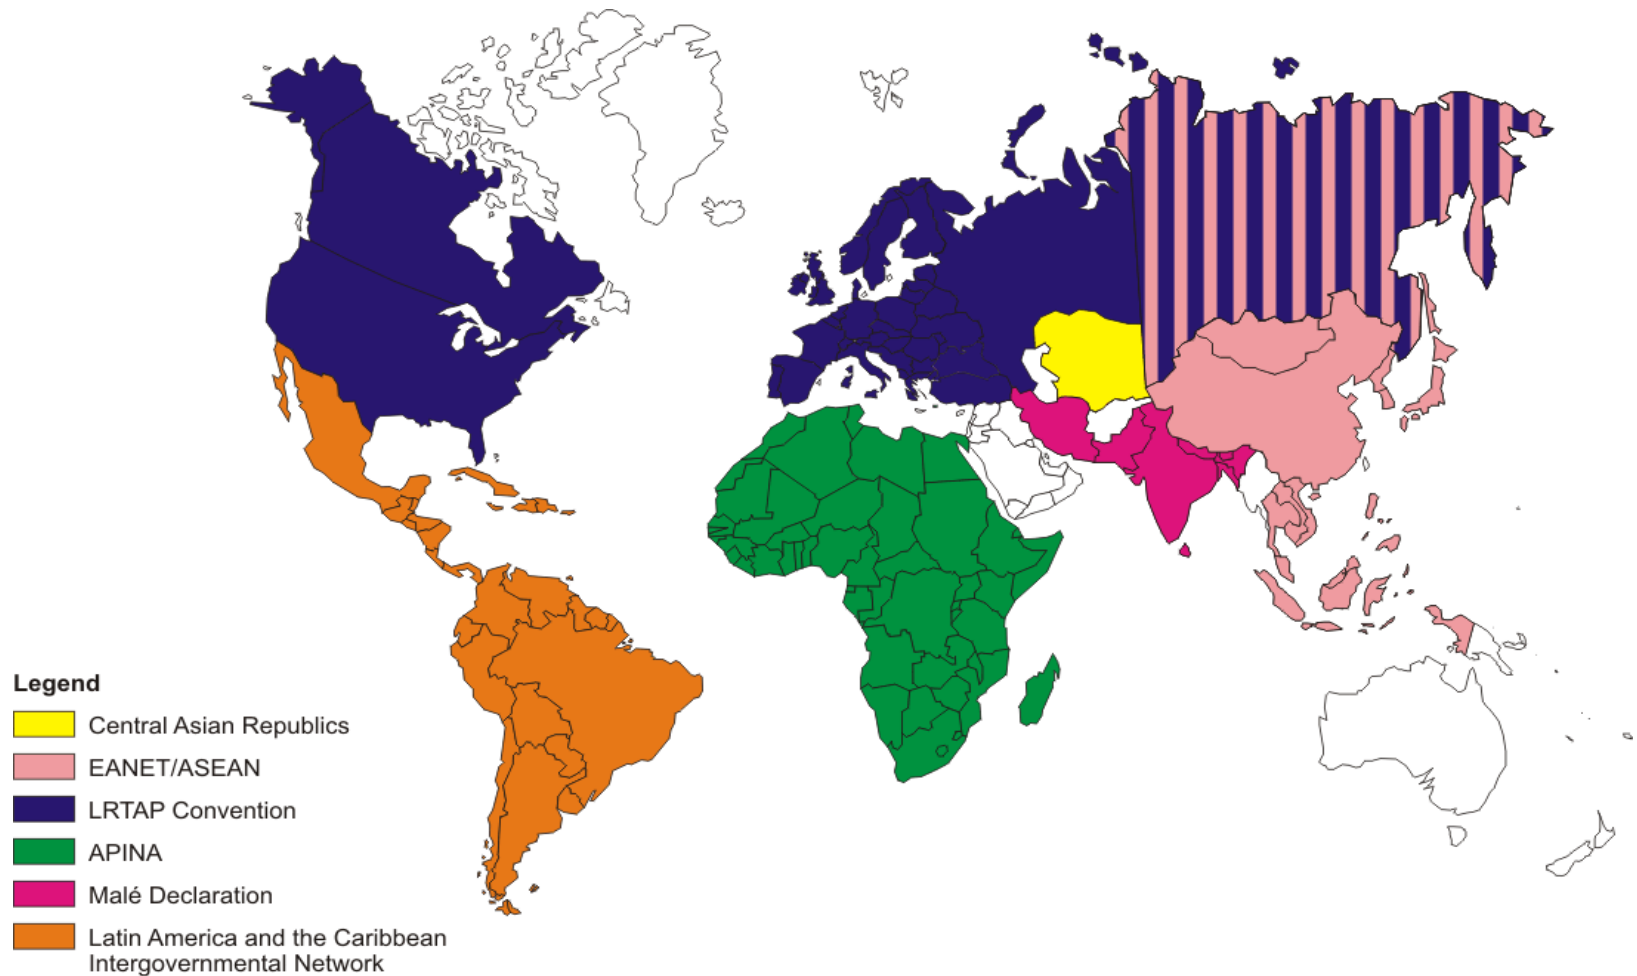 Legend
Central Asian Republics
EANET/ASEAN
LRTAP Convention
APINA
Malé Declaration
Latin America and the Caribbean
Intergovernmental Network